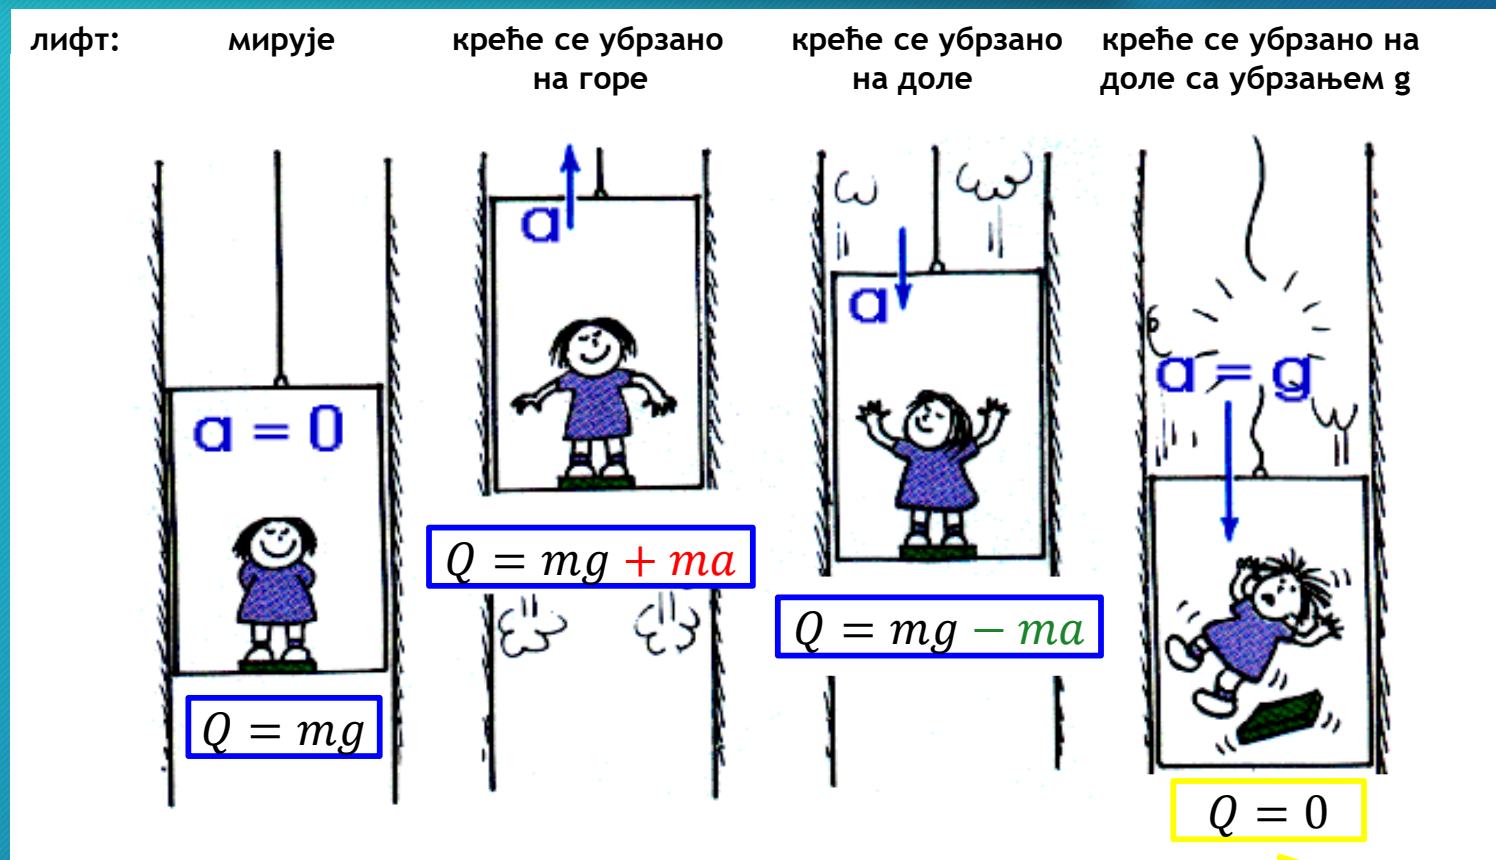 лифт: мирује креће се убрзано креће се убрзано креће се убрзано на
на горе на доле доле са убрзањем g
a
a
a = g
a = 0
Q = mg + ma
Q = mg − ma
Q = mg
Q = 0